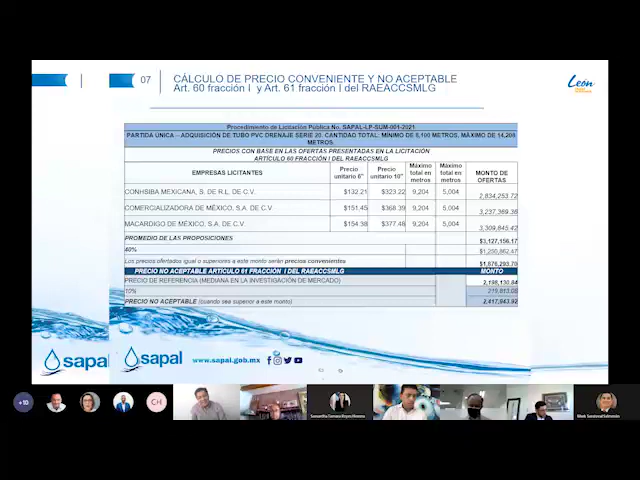 07
CÁLCULO DE PRECIO CONVENIENTE Y NO ACEPTABLE
Art. 60 fracción I y Art. 61 fracción I del RAEACCSMLG
León
Procedimiento de Licitación Pública No. SAPAL-LP-SUM-001-2021
PARTIDA ÚNICA – ADQUISICIÓN DE TUBO PVC DRENAJE SERIE 20. CANTIDAD TOTAL: MÍNIMO DE 8,100 METROS. MÁXIMO DE 14,208
METROS.
PRECIOS CON BASE EN LAS OFERTAS PRESENTADAS EN LA LICITACIÓN
ARTÍCULO 60 FRACCIÓN I DEL RAEACCSMLG
EMPRESAS LICITANTES Precio unitario 6" Precio unitario 10" Máximo total en metros Máximo total en metros MONTO DE OFERTAS
CONHSIBA MEXICANA, S. DE R.L. DE C.V. $132.21 $323.22 9,204 5,004 2,834,253.72
COMERCIALIZADORA DE MÉXICO, S.A. DE C.V. $151.45 $368.39 9,204 5,004 3,237,369.36
MACARDIGO DE MÉXICO, S.A. DE C.V. $154.38 $377.48 9,204 5,004 3,309,845.42
PROMEDIO DE LAS PROPOSICIONES $3,127,156.17
40% $1,250,862.47
Los precios ofertados igual o superiores a este monto serán precios convenientes $1,876,293.70
PRECIO NO ACEPTABLE ARTÍCULO 61 FRACCIÓN I DEL RAEACCSMLG MONTO
PRECIO DE REFERENCIA (MEDIANA EN LA INVESTIGACIÓN DE MERCADO) 2,198,130.84
10% 219,813.08
PRECIO NO ACEPTABLE (cuando sea superior a este monto) 2,417,943.92
sapal
sapal
www.sapal.gob.mx
+10
CH